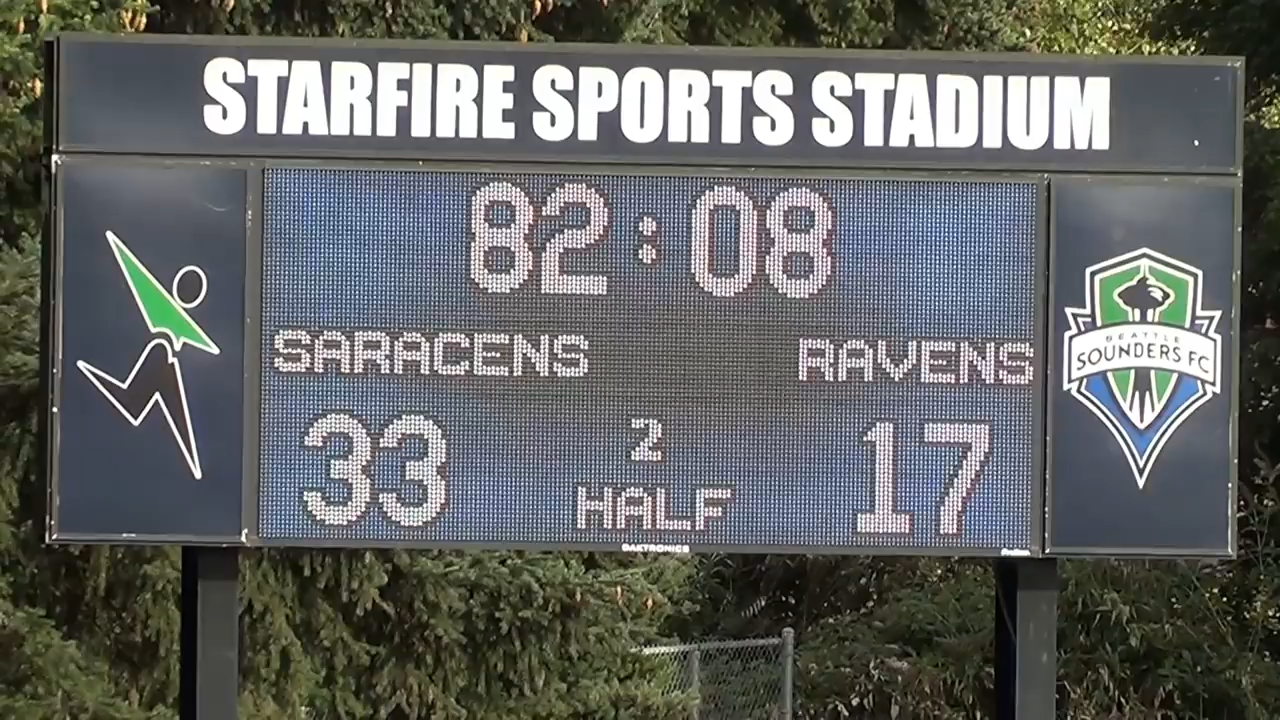 STARFIRE SPORTS STADIUM
82:08
SARACENS RAVENS
33 2 17
HALF
SEATTLE
SOUNDERS FC
DAKTRONICS